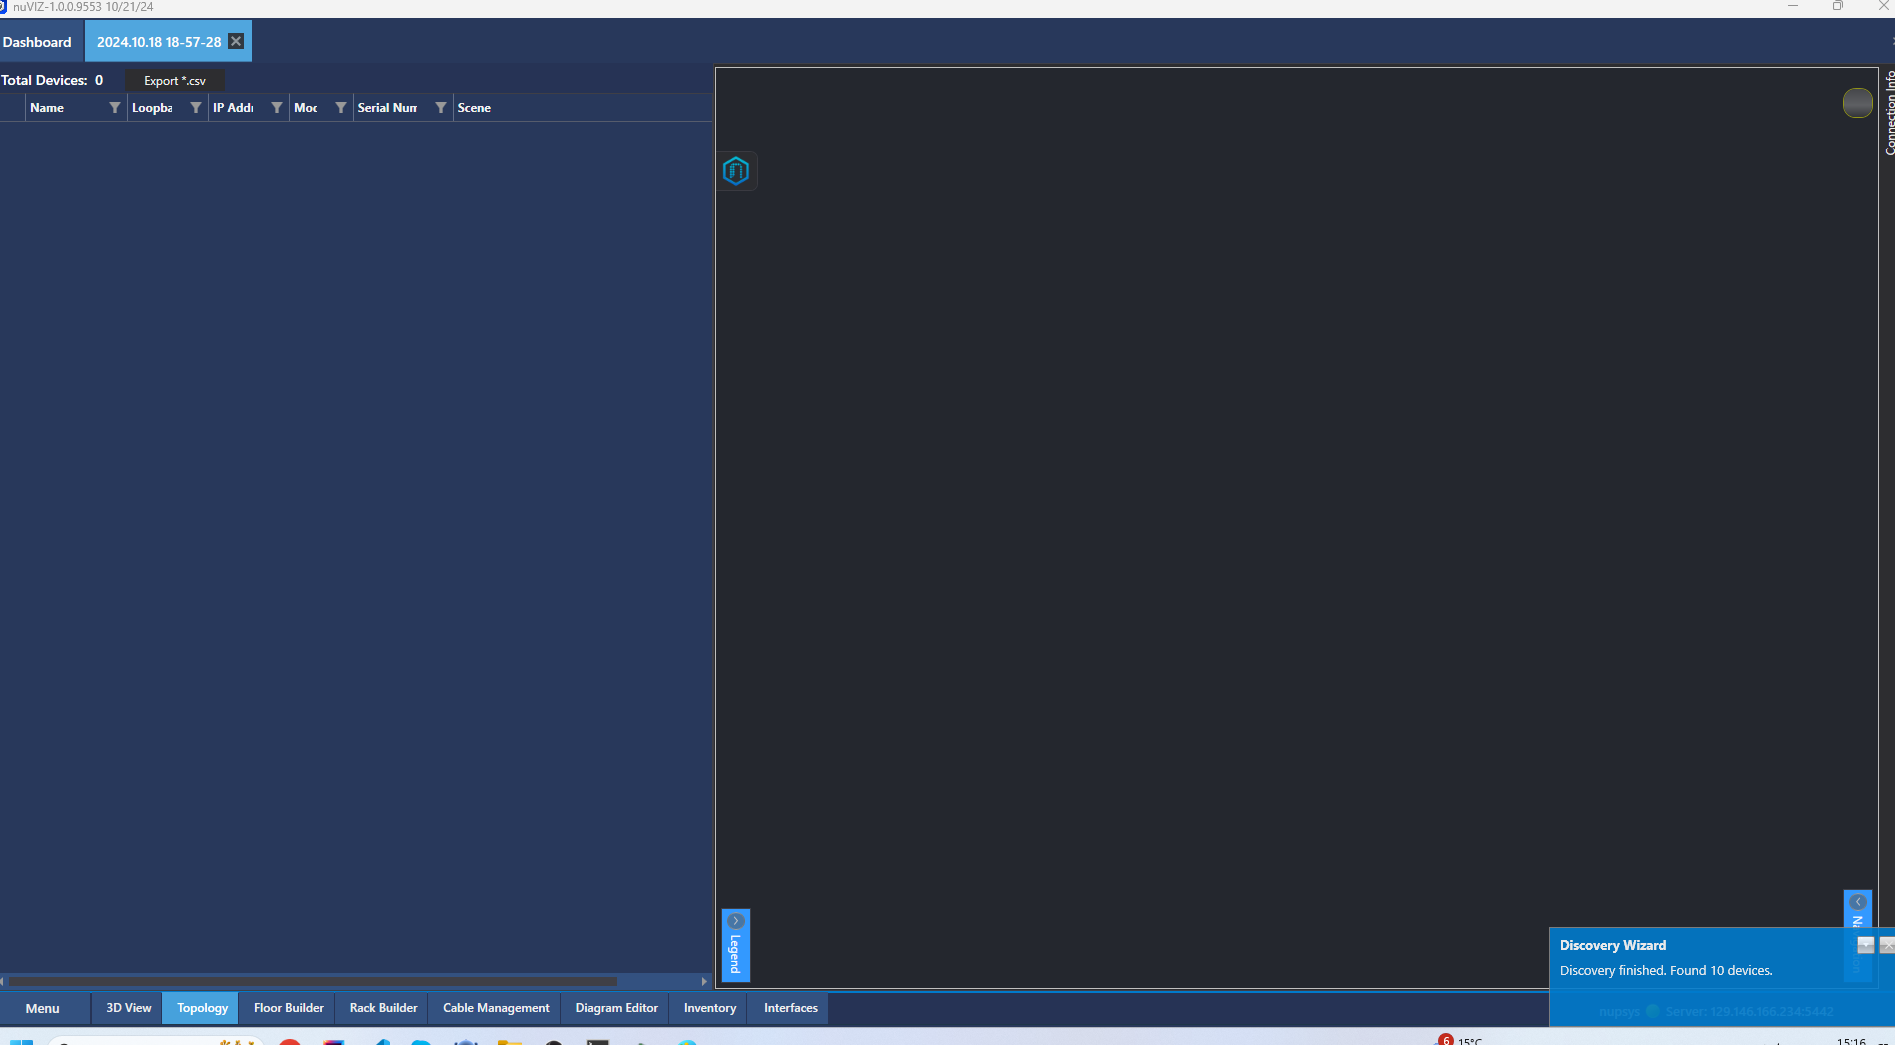 nuVIZ-1.0.0.9553 10/21/24
Dashboard
2024.10.18 18-57-28
Total Devices: 0
Export *.csv
Name
Loopba
IP Addr
Moc
Serial Num
Scene
Connection Info
Legend
Discovery Wizard
Discovery finished. Found 10 devices.
nupsys
Server: 129.146.166.234:5442
Menu
3D View
Topology
Floor Builder
Rack Builder
Cable Management
Diagram Editor
Inventory
Interfaces
6
15°C
15:16